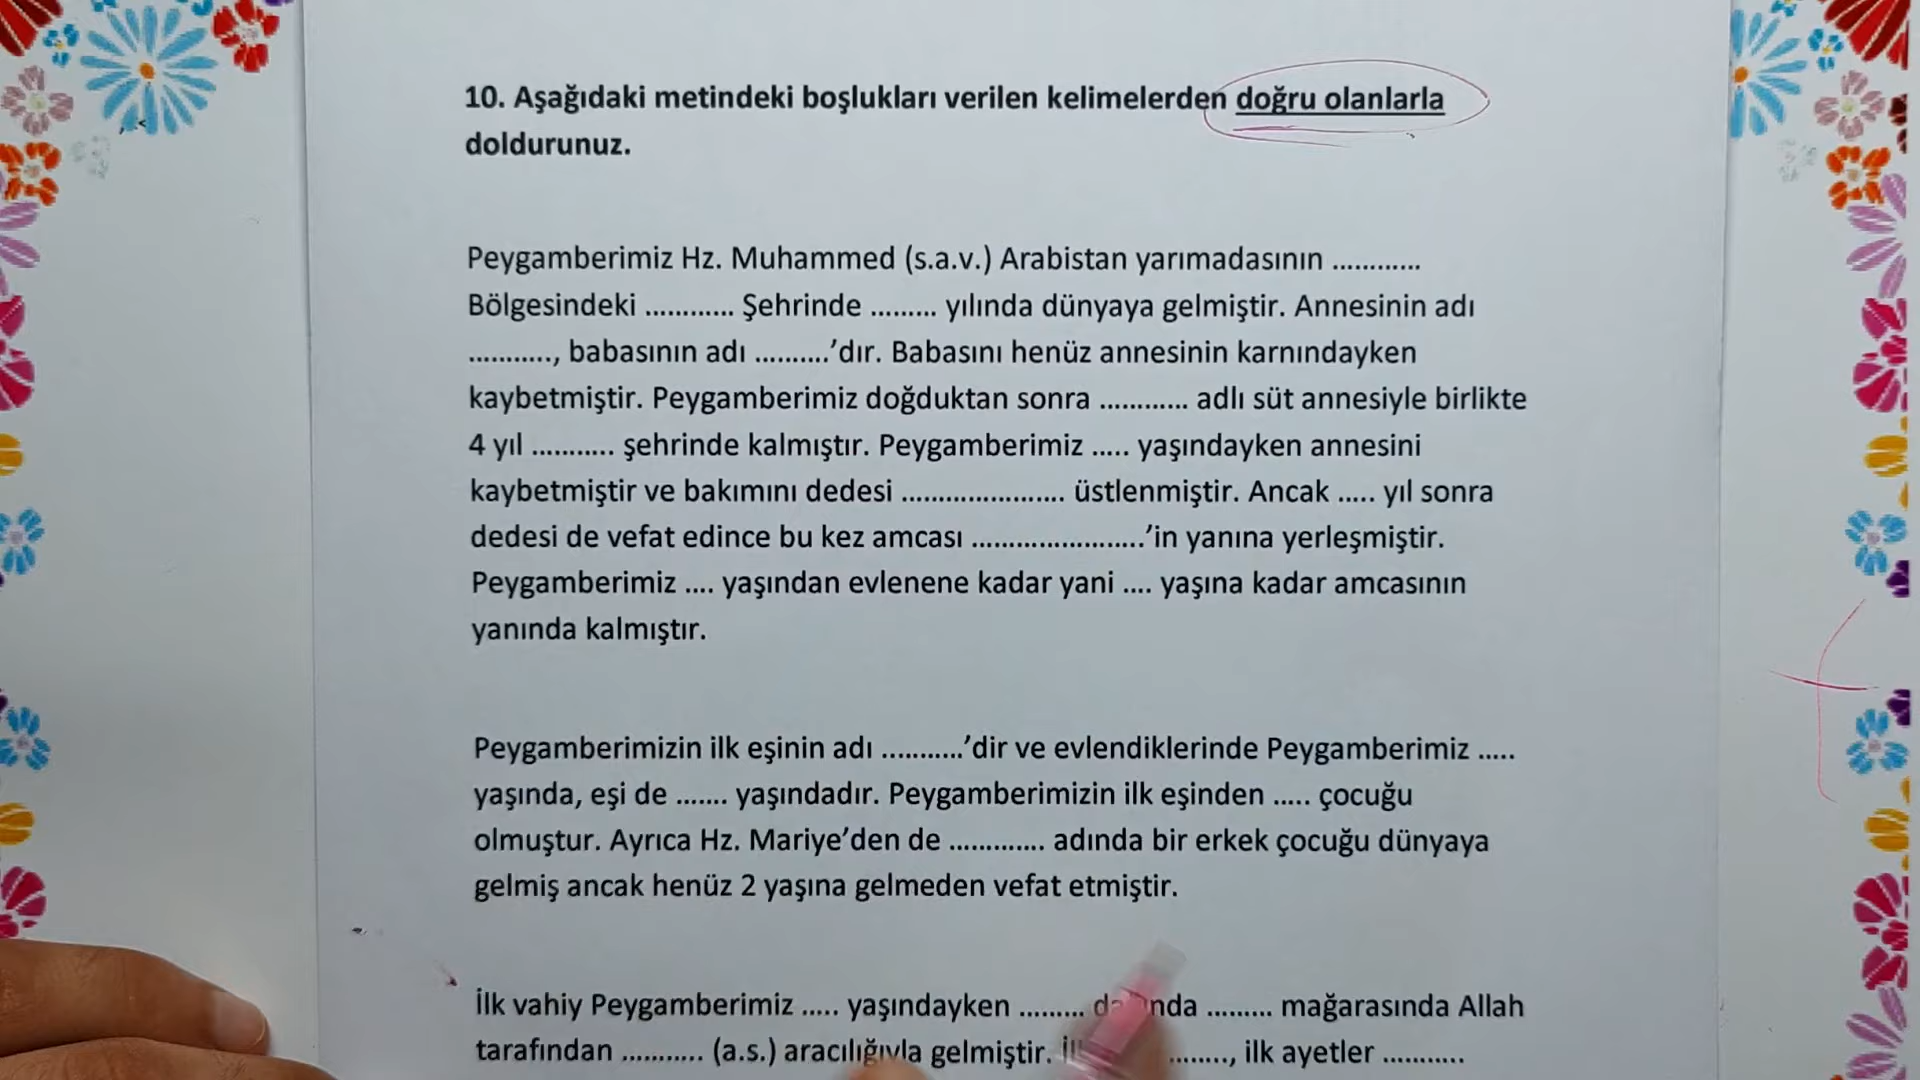 10. Aşağıdaki metindeki boşlukları verilen kelimelerden doğru olanlarla
doldurunuz.
Peygamberimiz Hz. Muhammed (s.a.v.) Arabistan yarımadasının ............
Bölgesindeki ............ Şehrinde ......... yılında dünyaya gelmiştir. Annesinin adı
..........., babasının adı ..........’dır. Babasını henüz annesinin karnındayken
kaybetmiştir. Peygamberimiz doğduktan sonra ............ adlı süt annesiyle birlikte
4 yıl ........... şehrinde kalmıştır. Peygamberimiz ..... yaşındayken annesini
kaybetmiştir ve bakımını dedesi ...................... üstlenmiştir. Ancak ..... yıl sonra
dedesi de vefat edince bu kez amcası .......................’in yanına yerleşmiştir.
Peygamberimiz .... yaşından evlenene kadar yani .... yaşına kadar amcasının
yanında kalmıştır.
Peygamberimizin ilk eşinin adı ...........’dir ve evlendiklerinde Peygamberimiz .....
yaşında, eşi de ....... yaşındadır. Peygamberimizin ilk eşinden ..... çocuğu
olmuştur. Ayrıca Hz. Mariye’den de ............. adında bir erkek çocuğu dünyaya
gelmiş ancak henüz 2 yaşına gelmeden vefat etmiştir.
İlk vahiy Peygamberimiz ..... yaşındayken ......... ......... mağarasında Allah
tarafından ........... (a.s.) aracılığıyla gelmiştir. ........, ilk ayetler ...........